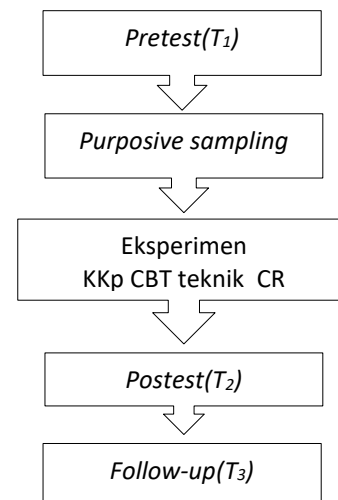 Pretest(T₁)
Purposive sampling
Eksperimen
KKp CBT teknik CR
Postest(T₂)
Follow-up(T₃)